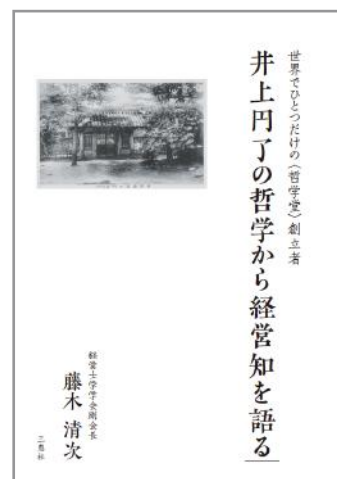 世界でひとつだけの〈哲学堂〉創立者
井上円了の哲学から経営知を語る
経営士学学会副会長
藤木 清次
三恵社